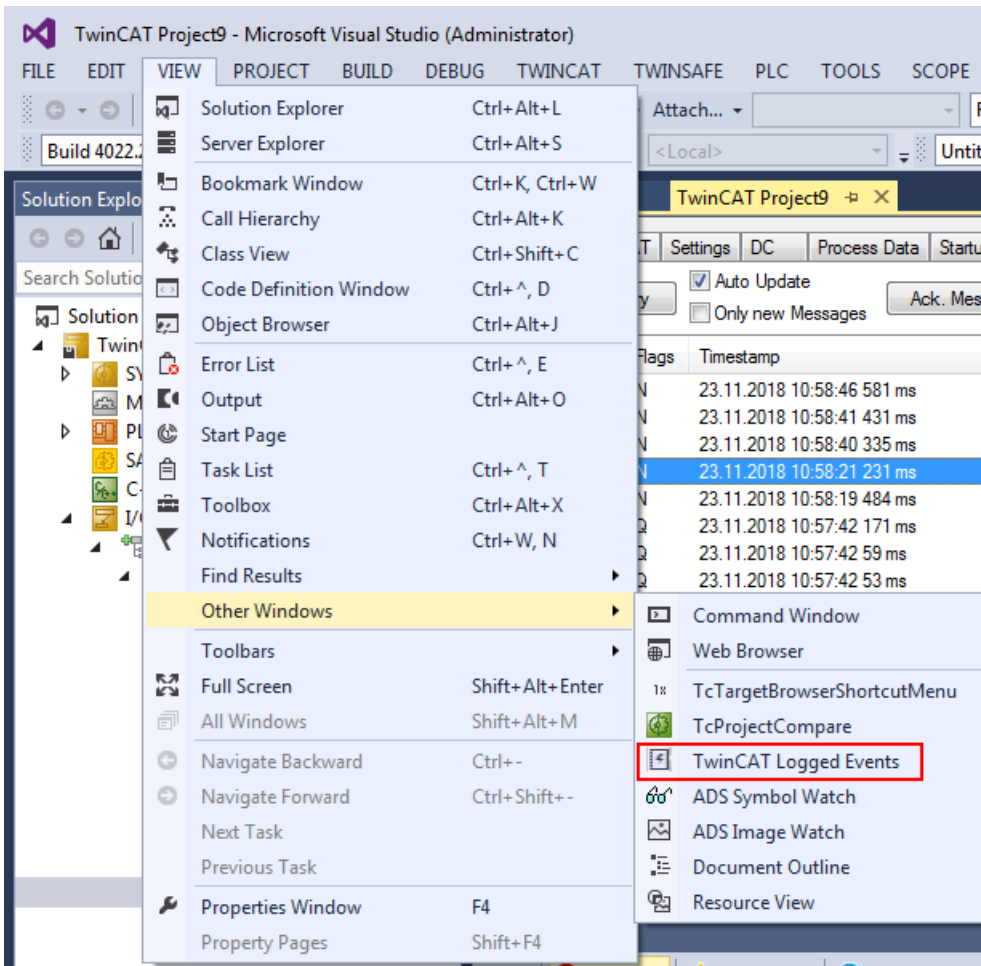 TwinCAT Project9 - Microsoft Visual Studio (Administrator)
FILE EDIT VIEW PROJECT BUILD DEBUG TWINCAT TWINSAFE PLC TOOLS SCOPE
Attach...
Build 4022.2 <Local> Untit
Solution Explo
TwinCAT Project9
Search Solutio
Solution
Twin
SY
M
PL
SA
C-
I/
Solution Explorer Ctrl+Alt+L
Server Explorer Ctrl+Alt+S
Bookmark Window Ctrl+K, Ctrl+W
Call Hierarchy Ctrl+Alt+K
Class View Ctrl+Shift+C
Code Definition Window Ctrl+^, D
Object Browser Ctrl+Alt+J
Error List Ctrl+^, E
Output Ctrl+Alt+O
Start Page
Task List Ctrl+^, T
Toolbox Ctrl+Alt+X
Notifications Ctrl+W, N
Find Results
Other Windows
Toolbars
Full Screen Shift+Alt+Enter
All Windows Shift+Alt+M
Navigate Backward Ctrl+-
Navigate Forward Ctrl+Shift+-
Next Task
Previous Task
Properties Window F4
Property Pages Shift+F4
T Settings DC Process Data Startu
Auto Update
y Only new Messages Ack. Mes
Flags Timestamp
N 23.11.2018 10:58:46 581 ms
N 23.11.2018 10:58:41 431 ms
N 23.11.2018 10:58:40 335 ms
N 23.11.2018 10:58:21 231 ms
N 23.11.2018 10:58:19 484 ms
Q 23.11.2018 10:57:42 171 ms
Q 23.11.2018 10:57:42 59 ms
Q 23.11.2018 10:57:42 53 ms
Command Window
Web Browser
TcTargetBrowserShortcutMenu
TcProjectCompare
TwinCAT Logged Events
ADS Symbol Watch
ADS Image Watch
Document Outline
Resource View